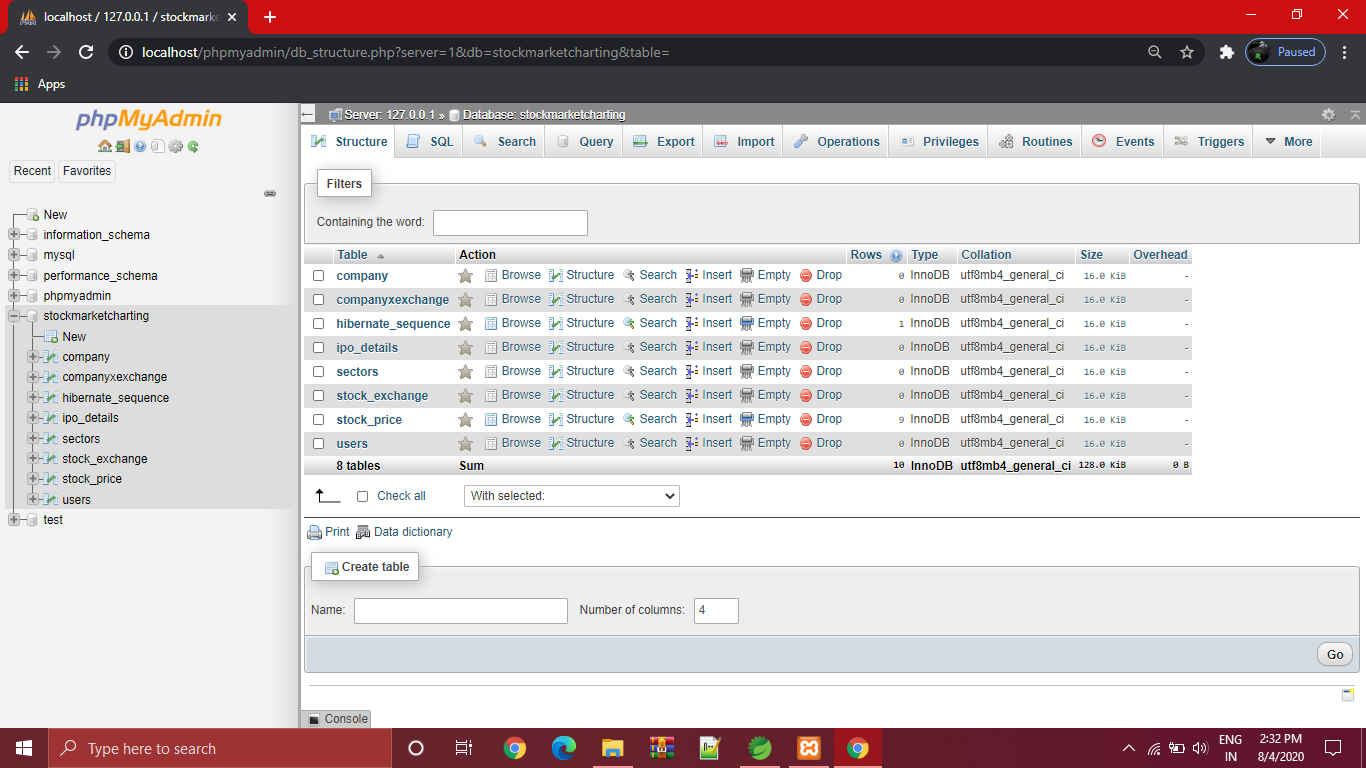 localhost / 127.0.0.1 / stockmark
localhost/phpmyadmin/db_structure.php?server=1&db=stockmarketcharting&table=
Paused
Apps
phpMyAdmin
Recent Favorites
New
information_schema
mysql
performance_schema
phpmyadmin
stockmarketcharting
New
company
companyxexchange
hibernate_sequence
ipo_details
sectors
stock_exchange
stock_price
users
test
Server: 127.0.0.1 » Database: stockmarketcharting
Structure SQL Search Query Export Import Operations Privileges Routines Events Triggers More
Filters
Containing the word:
Table Action Rows Type Collation Size Overhead
company Browse Structure Search Insert Empty Drop 0 InnoDB utf8mb4_general_ci 16.0 KiB -
companyxexchange Browse Structure Search Insert Empty Drop 0 InnoDB utf8mb4_general_ci 16.0 KiB -
hibernate_sequence Browse Structure Search Insert Empty Drop 1 InnoDB utf8mb4_general_ci 16.0 KiB -
ipo_details Browse Structure Search Insert Empty Drop 0 InnoDB utf8mb4_general_ci 16.0 KiB -
sectors Browse Structure Search Insert Empty Drop 0 InnoDB utf8mb4_general_ci 16.0 KiB -
stock_exchange Browse Structure Search Insert Empty Drop 0 InnoDB utf8mb4_general_ci 16.0 KiB -
stock_price Browse Structure Search Insert Empty Drop 9 InnoDB utf8mb4_general_ci 16.0 KiB -
users Browse Structure Search Insert Empty Drop 0 InnoDB utf8mb4_general_ci 16.0 KiB -
8 tables Sum 10 InnoDB utf8mb4_general_ci 128.0 KiB 0 B
Check all With selected:
Print Data dictionary
Create table
Name: Number of columns: 4
Go
Console
Type here to search
ENG
IN
2:32 PM
8/4/2020